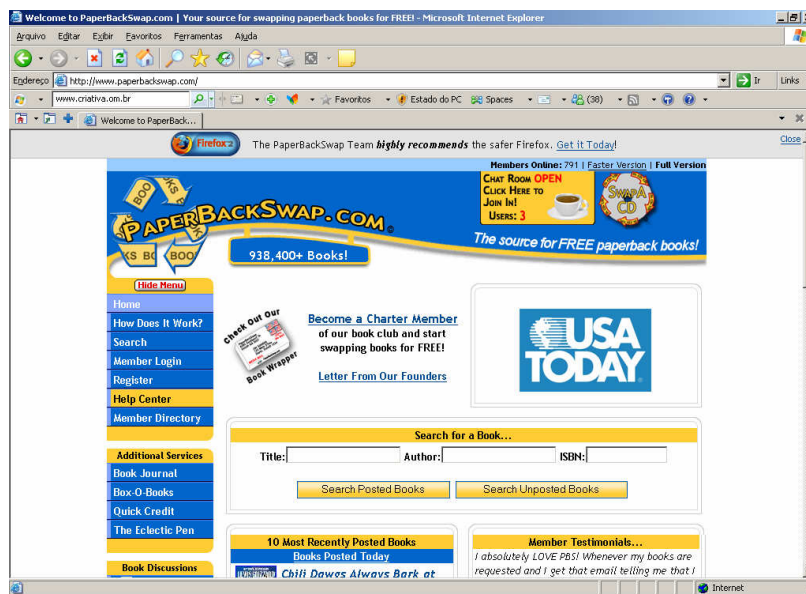 Welcome to PaperBackSwap.com | Your source for swapping paperback books for FREE! - Microsoft Internet Explorer
Arquivo Editar Exibir Favoritos Ferramentas Ajuda
Endereço http://www.paperbackswap.com/ Ir Links
www.criativa.om.br Favoritos Estado do PC Spaces (38)
Welcome to PaperBack...
Firefox 2 The PaperBackSwap Team highly recommends the safer Firefox. Get it Today! Close
Members Online: 791 | Faster Version | Full Version
CHAT ROOM OPEN
CLICK HERE TO
JOIN IN!
USERS: 3
SWAP A CD
PAPERBACKSWAP.COM
The source for FREE paperback books!
938,400+ Books!
Hide Menu
Home
How Does It Work?
Search
Member Login
Register
Help Center
Member Directory
Additional Services
Book Journal
Box-O-Books
Quick Credit
The Eclectic Pen
Book Discussions
Check Out Our
Book Wrapper
Become a Charter Member
of our book club and start
swapping books for FREE!
Letter From Our Founders
USA
TODAY
Search for a Book...
Title: Author: ISBN:
Search Posted Books Search Unposted Books
10 Most Recently Posted Books
Books Posted Today
Chili Dawgs Always Bark at
Member Testimonials...
I absolutely LOVE PBS! Whenever my books are
requested and I get that email telling me that I
Internet